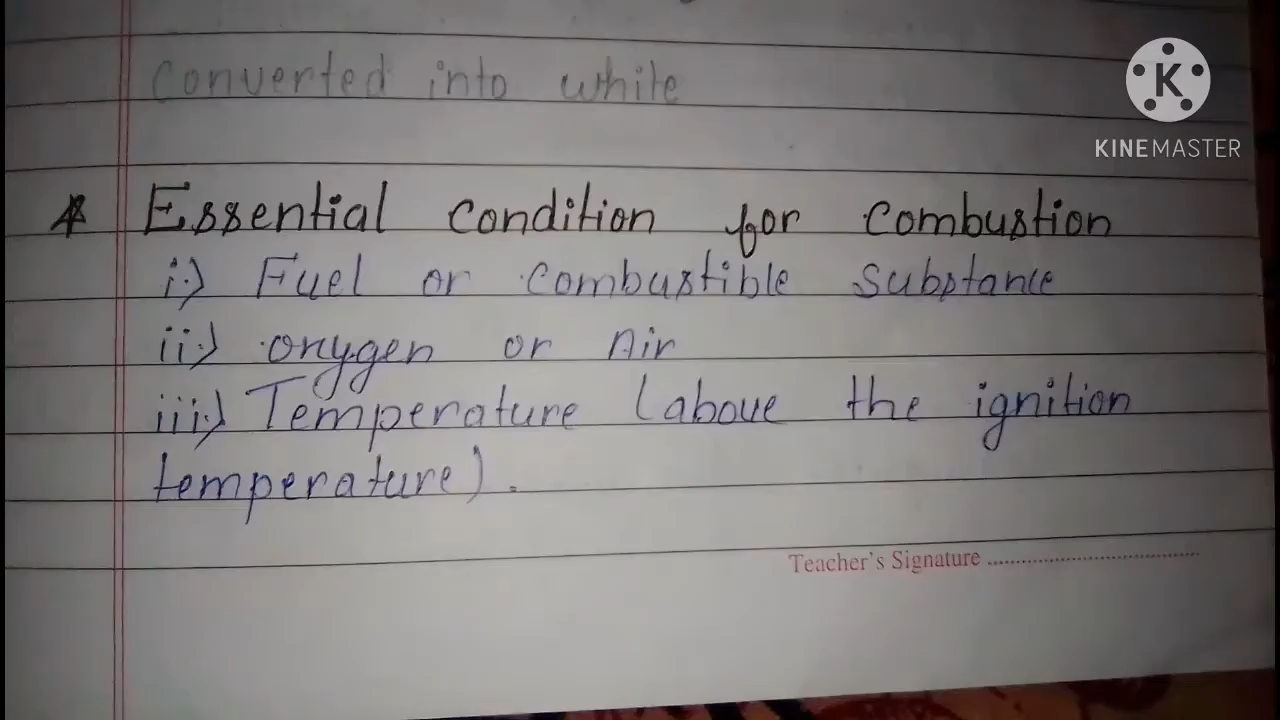 converted into white
K
KINEMASTER
* Essential condition for combustion
i.) Fuel or combustible substance
ii.) oxygen or Air
iii.) Temperature (above the ignition
temperature).
Teacher's Signature ........................................